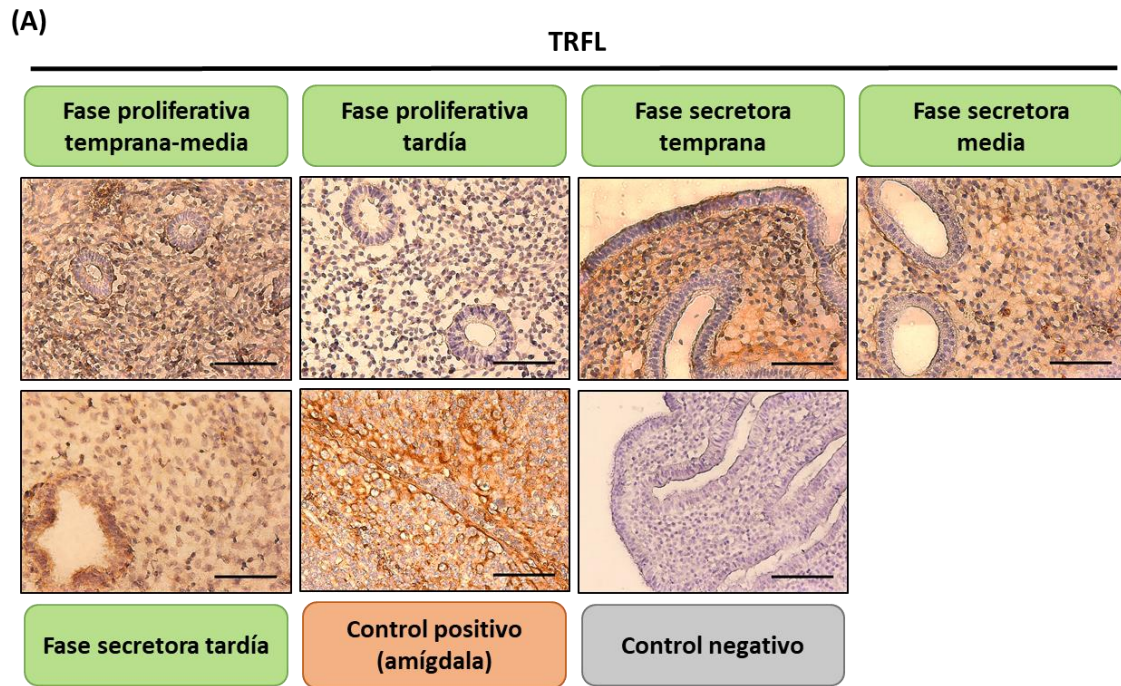 (A)
TRFL
Fase proliferativa
temprana-media
Fase proliferativa
tardía
Fase secretora
temprana
Fase secretora
media
Fase secretora tardía
Control positivo
(amígdala)
Control negativo